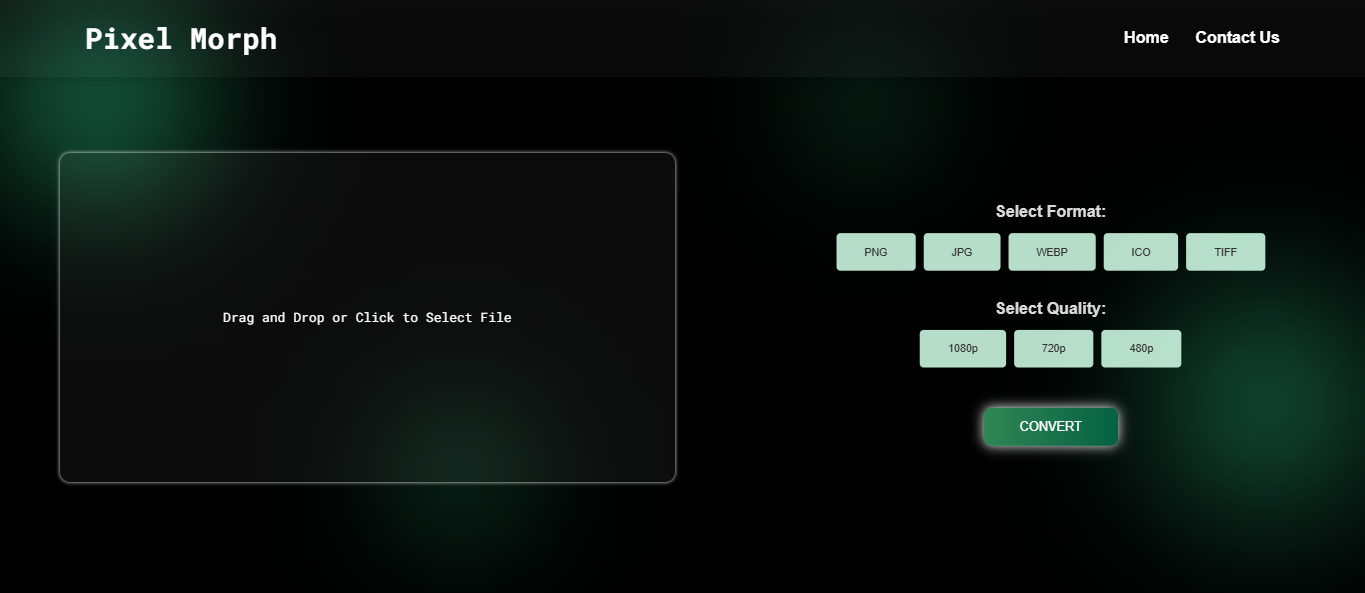 Pixel Morph
Home Contact Us
Drag and Drop or Click to Select File
Select Format:
PNG JPG WEBP ICO TIFF
Select Quality:
1080p 720p 480p
CONVERT